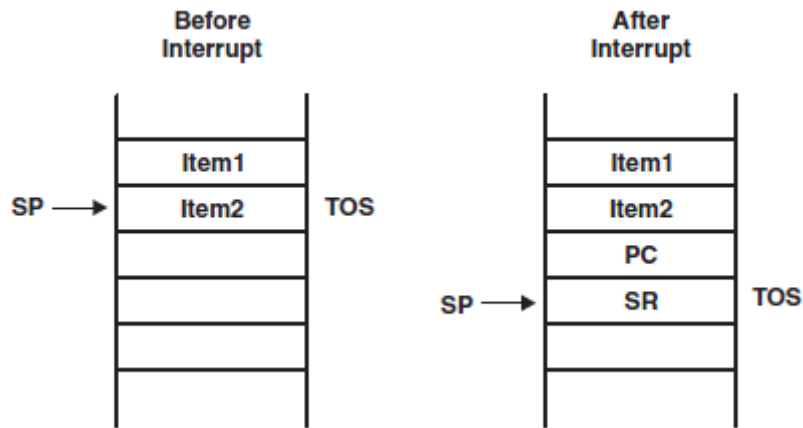 Before
Interrupt
After
Interrupt
Item1
Item1
SP
Item2
TOS
Item2
PC
SP
SR
TOS